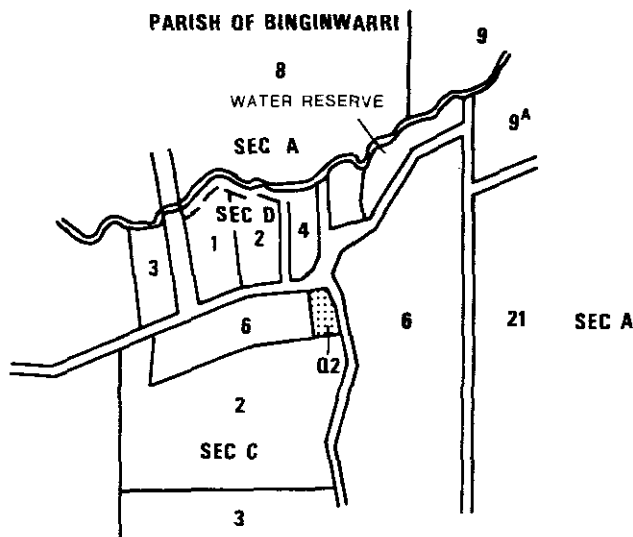 PARISH OF BINGINWARRI
9
8
WATER RESERVE
9A
SEC A
SEC D
1
2
4
3
6
6
21
SEC A
Q2
2
SEC C
3